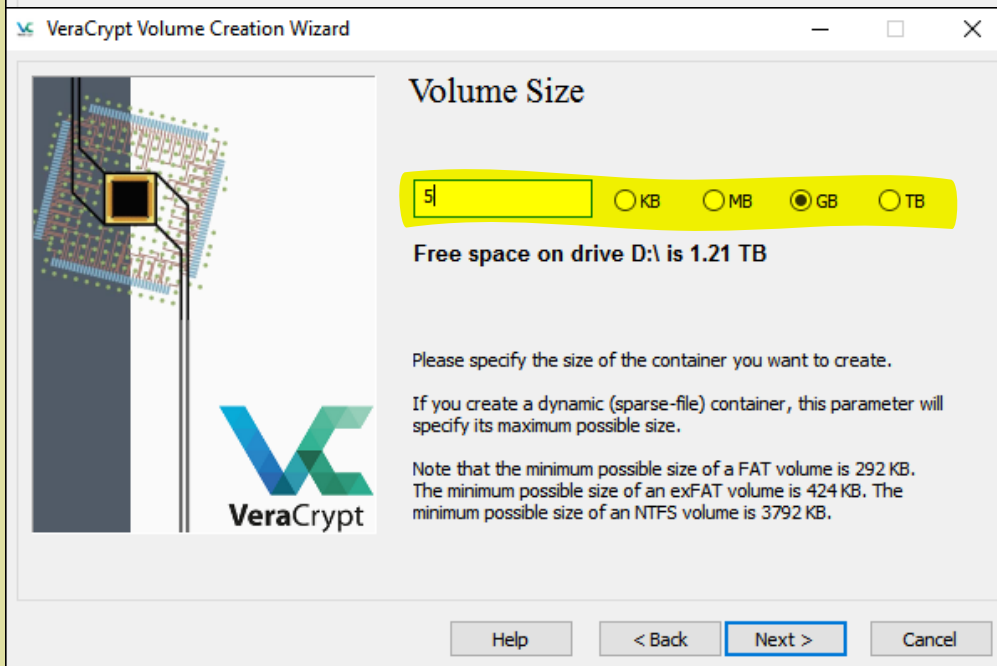 VeraCrypt Volume Creation Wizard
Volume Size
5
KB
MB
GB
TB
Free space on drive D:\ is 1.21 TB
Please specify the size of the container you want to create.
If you create a dynamic (sparse-file) container, this parameter will
specify its maximum possible size.
Note that the minimum possible size of a FAT volume is 292 KB.
The minimum possible size of an exFAT volume is 424 KB. The
minimum possible size of an NTFS volume is 3792 KB.
VeraCrypt
Help
< Back
Next >
Cancel